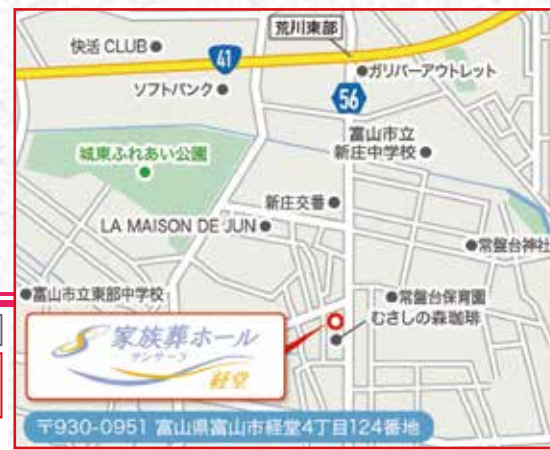 荒川東部
快活 CLUB
41
ガリバーアウトレット
ソフトバンク
56
富山市立
新庄中学校
城東ふれあい公園
新庄交番
LA MAISON DE JUN
常盤台神社
富山市立東部中学校
常盤台保育園
むさしの森珈琲
家族葬ホール
サンサーラ
経堂
〒930-0951 富山県富山市経堂4丁目124番地